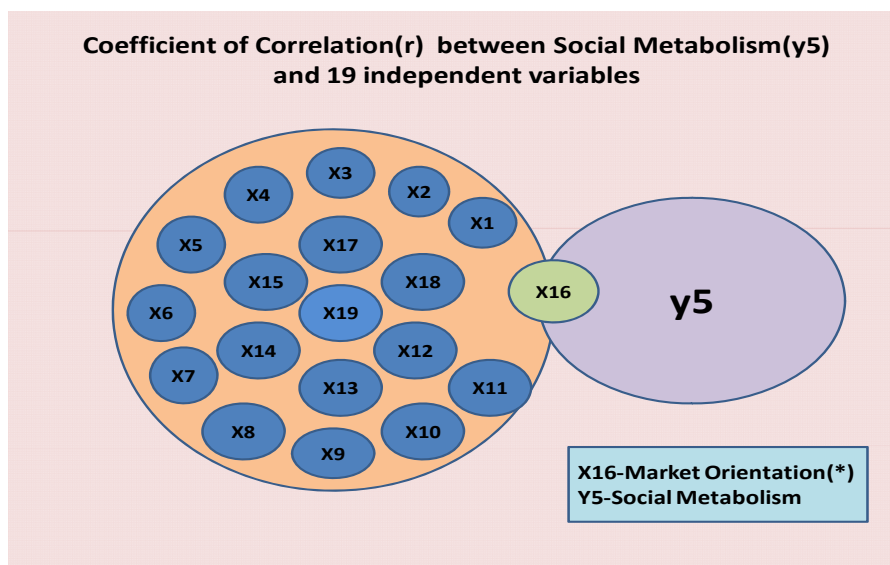 Coefficient of Correlation(r) between Social Metabolism(y5)
and 19 independent variables
X3
X4
X2
X1
X5
X17
X15
X18
X16
y5
X6
X19
X14
X12
X7
X13
X11
X8
X9
X10
X16-Market Orientation(*)
Y5-Social Metabolism